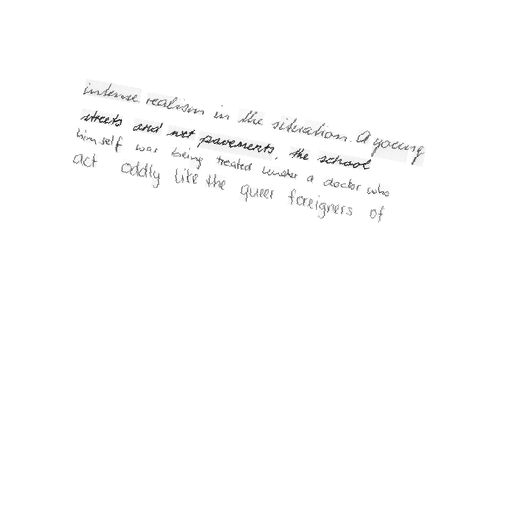 intense realism in the situation. A young
streets and wet pavements, the school
himself was being treated under a doctor who
act oddly like the queer foreigners of